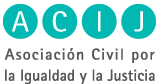 ACIJ
Asociación Civil por
la Igualdad y la Justicia